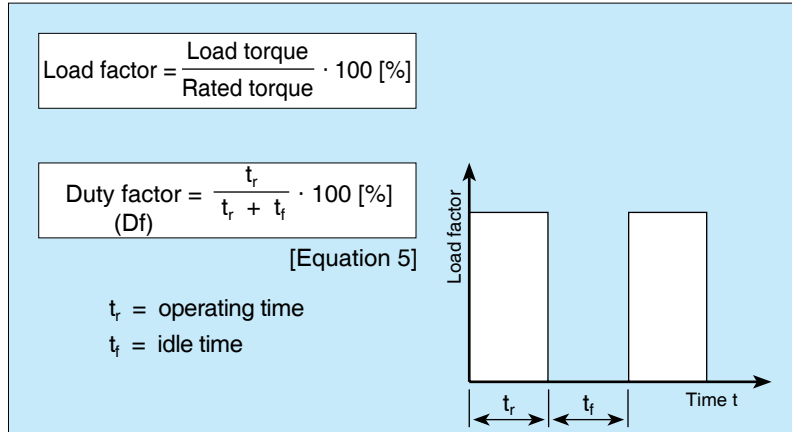 Load factor = Load torque / Rated torque · 100 [%]
Duty factor = t_r / t_r + t_f · 100 [%]
(Df)
[Equation 5]
t_r = operating time
t_f = idle time
Load factor
Time t
t_r t_f